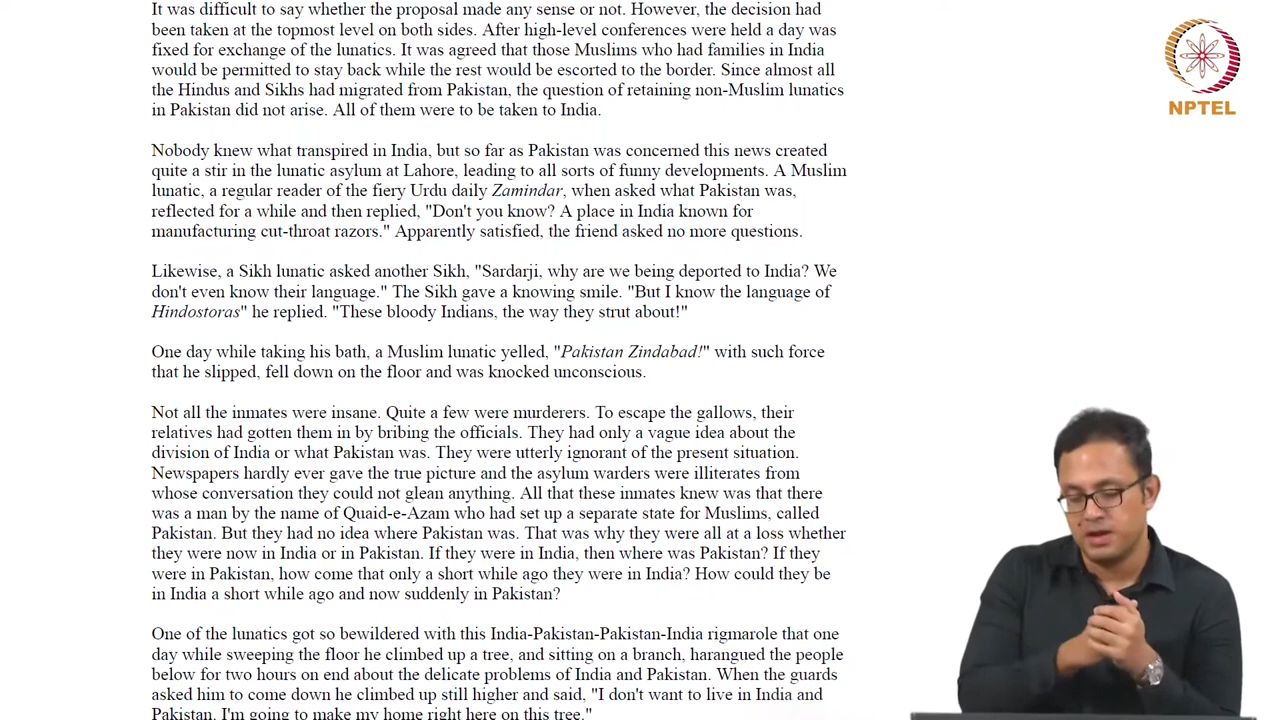 It was difficult to say whether the proposal made any sense or not. However, the decision had
been taken at the topmost level on both sides. After high-level conferences were held a day was
fixed for exchange of the lunatics. It was agreed that those Muslims who had families in India
would be permitted to stay back while the rest would be escorted to the border. Since almost all
the Hindus and Sikhs had migrated from Pakistan, the question of retaining non-Muslim lunatics
in Pakistan did not arise. All of them were to be taken to India.
NPTEL
Nobody knew what transpired in India, but so far as Pakistan was concerned this news created
quite a stir in the lunatic asylum at Lahore, leading to all sorts of funny developments. A Muslim
lunatic, a regular reader of the fiery Urdu daily Zamindar, when asked what Pakistan was,
reflected for a while and then replied, "Don't you know? A place in India known for
manufacturing cut-throat razors." Apparently satisfied, the friend asked no more questions.
Likewise, a Sikh lunatic asked another Sikh, "Sardarji, why are we being deported to India? We
don't even know their language." The Sikh gave a knowing smile. "But I know the language of
Hindostoras" he replied. "These bloody Indians, the way they strut about!"
One day while taking his bath, a Muslim lunatic yelled, "Pakistan Zindabad!" with such force
that he slipped, fell down on the floor and was knocked unconscious.
Not all the inmates were insane. Quite a few were murderers. To escape the gallows, their
relatives had gotten them in by bribing the officials. They had only a vague idea about the
division of India or what Pakistan was. They were utterly ignorant of the present situation.
Newspapers hardly ever gave the true picture and the asylum warders were illiterates from
whose conversation they could not glean anything. All that these inmates knew was that there
was a man by the name of Quaid-e-Azam who had set up a separate state for Muslims, called
Pakistan. But they had no idea where Pakistan was. That was why they were all at a loss whether
they were now in India or in Pakistan. If they were in India, then where was Pakistan? If they
were in Pakistan, how come that only a short while ago they were in India? How could they be
in India a short while ago and now suddenly in Pakistan?
One of the lunatics got so bewildered with this India-Pakistan-Pakistan-India rigmarole that one
day while sweeping the floor he climbed up a tree, and sitting on a branch, harangued the people
below for two hours on end about the delicate problems of India and Pakistan. When the guards
asked him to come down he climbed up still higher and said, "I don't want to live in India and
Pakistan. I'm going to make my home right here on this tree."